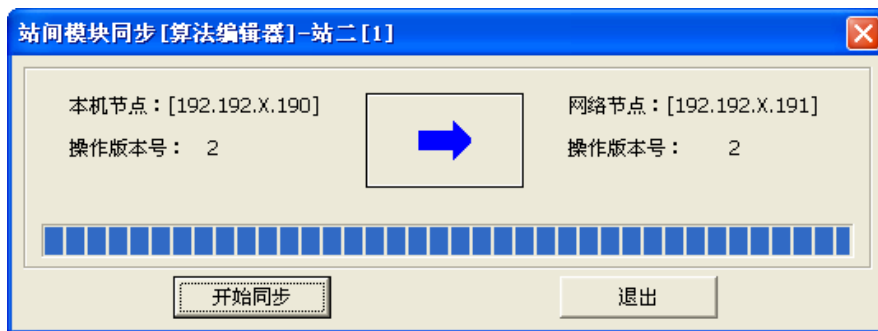 站间模块同步[算法编辑器]-站二[1]
本机节点：[192.192.X.190]
网络节点：[192.192.X.191]
操作版本号： 2
操作版本号： 2
开始同步
退出